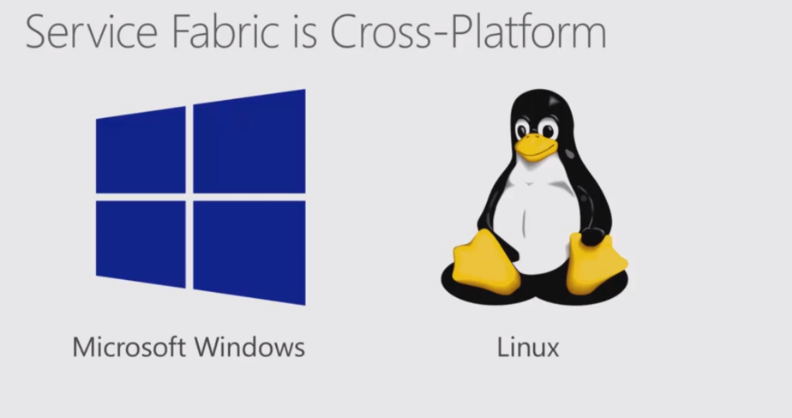 Service Fabric is Cross-Platform
Microsoft Windows
Linux